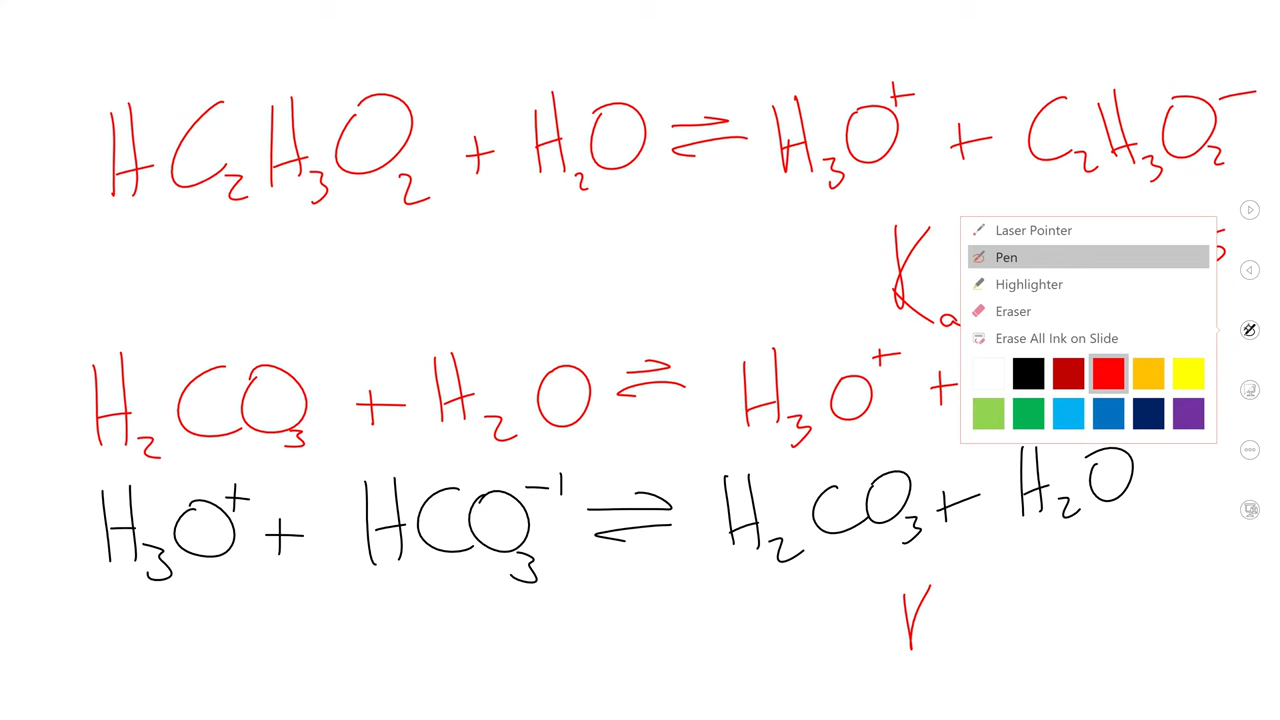 HC₂H₃O₂ + H₂O ⇌ H₃O⁺ + C₂H₃O₂⁻
Kₐ
Laser Pointer
Pen
Highlighter
Eraser
Erase All Ink on Slide
H₂CO₃ + H₂O ⇌ H₃O⁺ +
H₃O⁺ + HCO₃⁻¹ ⇌ H₂CO₃ + H₂O